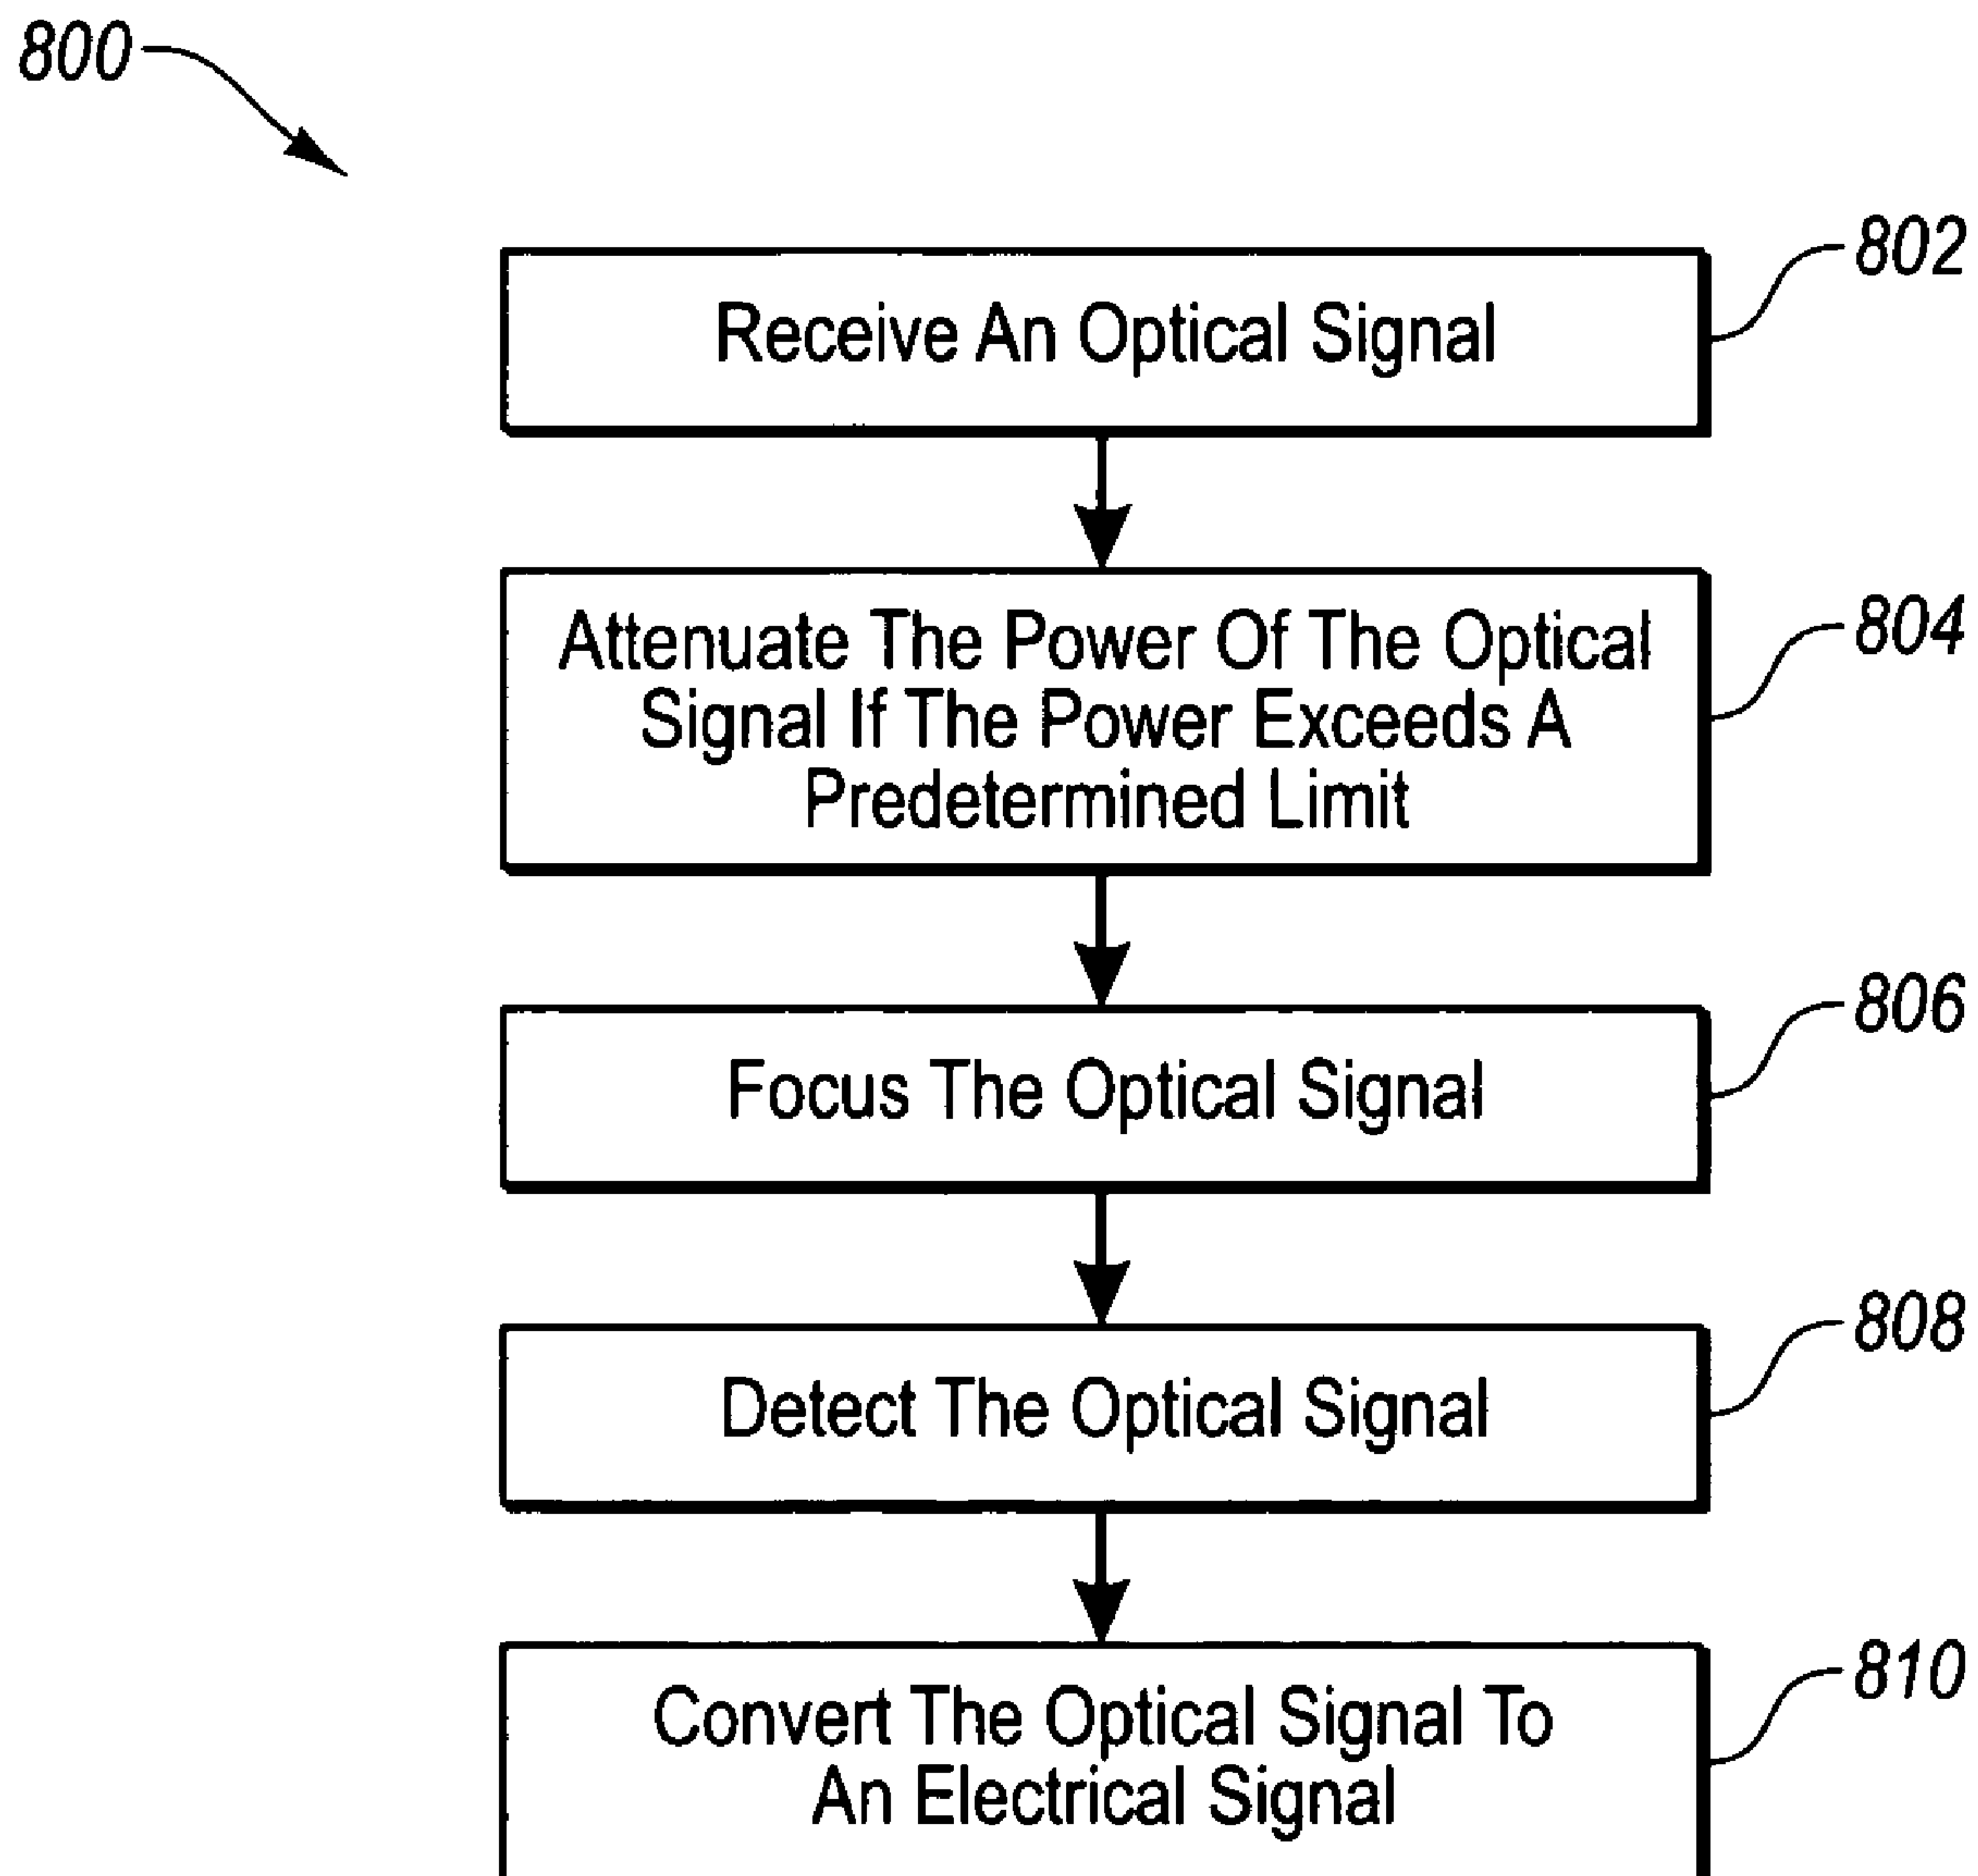 800
802
Receive An Optical Signal
804
Attenuate The Power Of The Optical
Signal If The Power Exceeds A
Predetermined Limit
806
Focus The Optical Signal
808
Detect The Optical Signal
810
Convert The Optical Signal To
An Electrical Signal